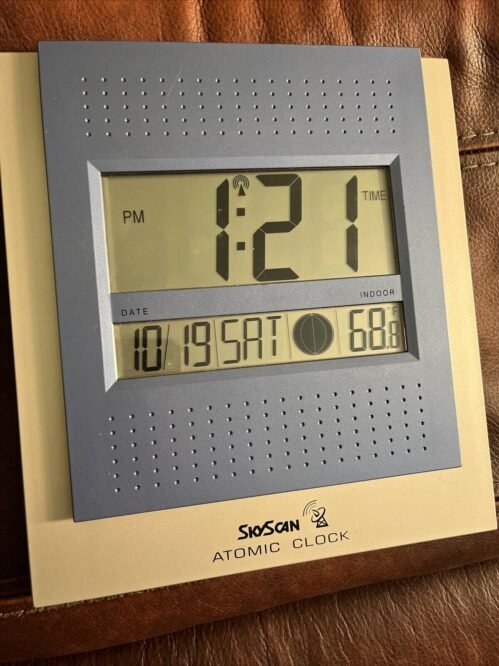 PM 1:21 TIME
DATE INDOOR
10/19 SAT 68.8
SKYSCAN
ATOMIC CLOCK